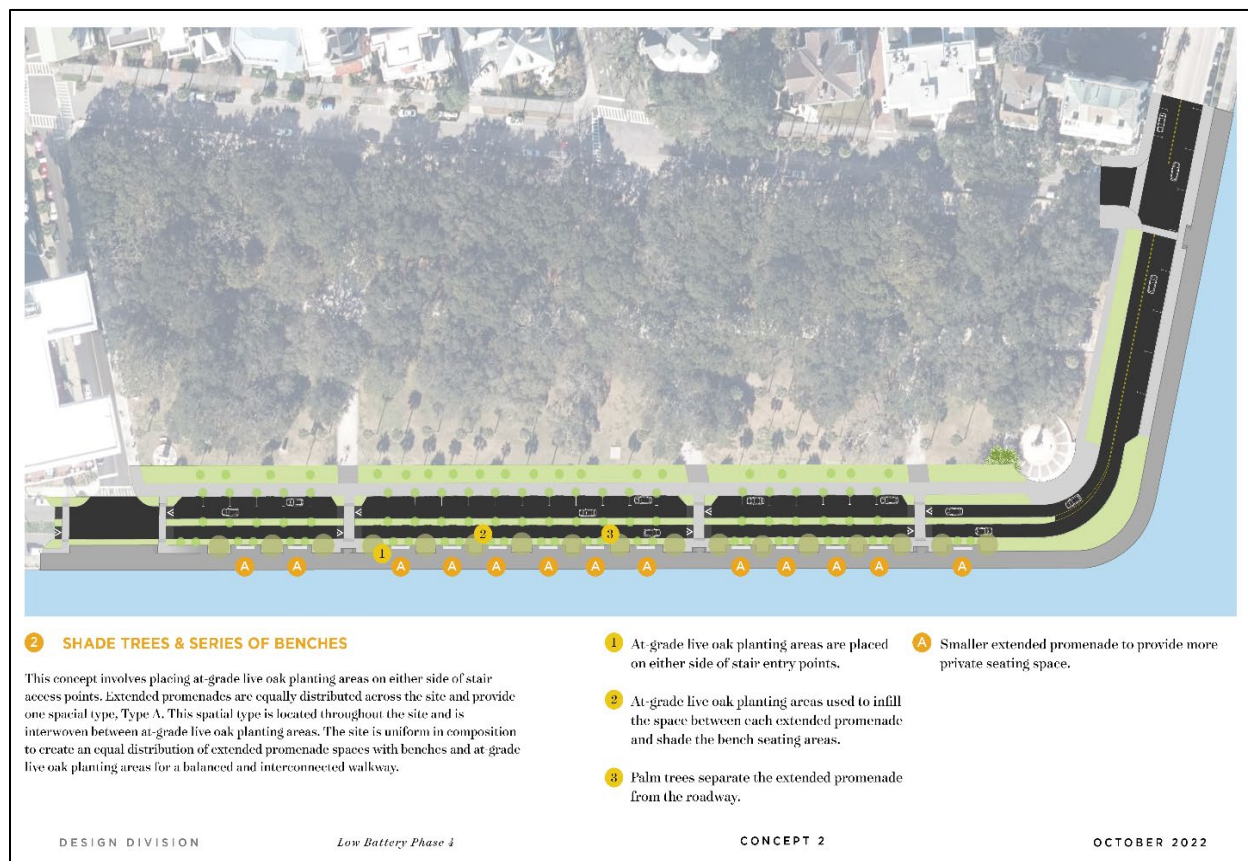 1
2
3
A A A A A A A A A A A A A
2 SHADE TREES & SERIES OF BENCHES
This concept involves placing at-grade live oak planting areas on either side of stair
access points. Extended promenades are equally distributed across the site and provide
one spacial type, Type A. This spatial type is located throughout the site and is
interwoven between at-grade live oak planting areas. The site is uniform in composition
to create an equal distribution of extended promenade spaces with benches and at-grade
live oak planting areas for a balanced and interconnected walkway.
1 At-grade live oak planting areas are placed
on either side of stair entry points.
2 At-grade live oak planting areas used to infill
the space between each extended promenade
and shade the bench seating areas.
3 Palm trees separate the extended promenade
from the roadway.
A Smaller extended promenade to provide more
private seating space.
DESIGN DIVISION
Low Battery Phase 4
CONCEPT 2
OCTOBER 2022